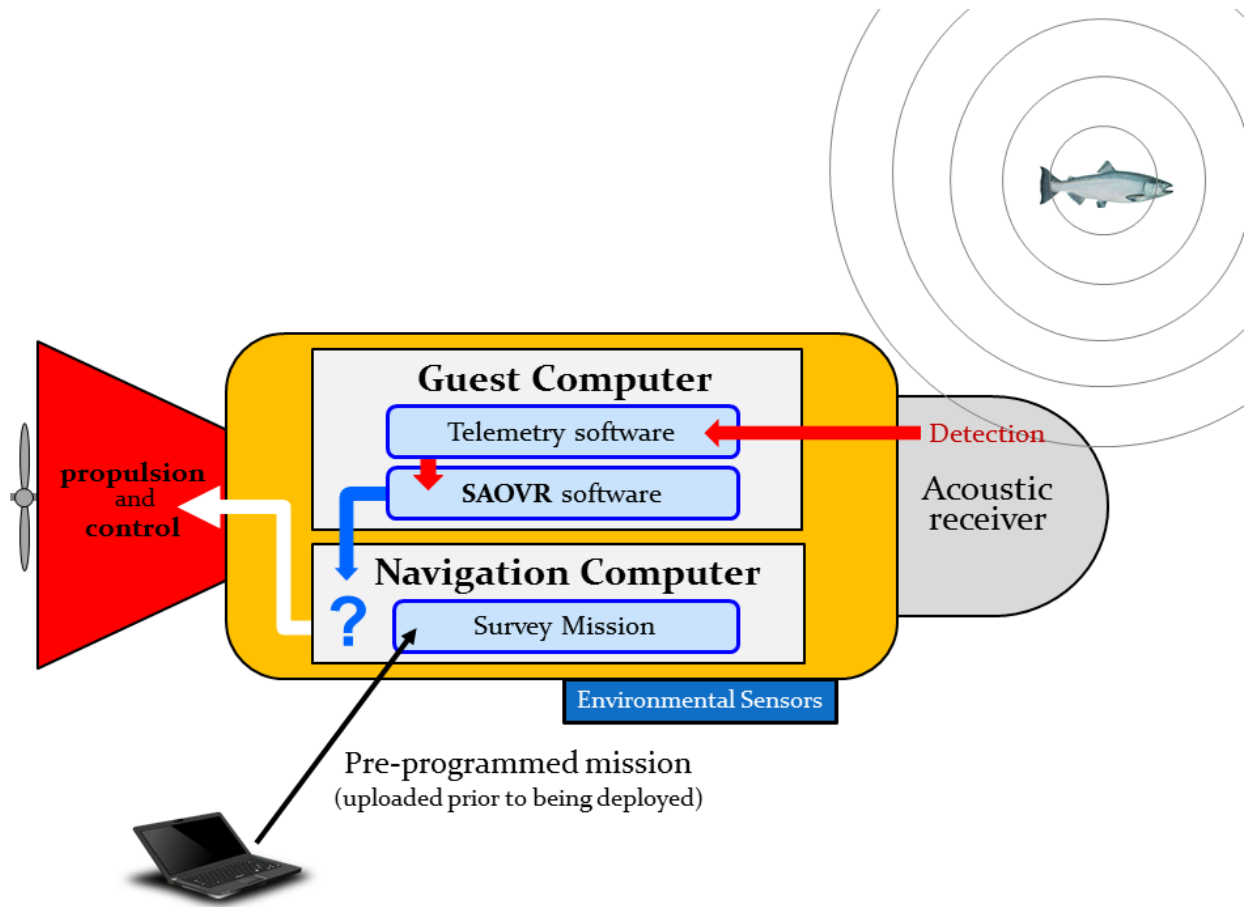 Guest Computer
Telemetry software
Detection
SAOVR software
propulsion
and
control
Acoustic
receiver
Navigation Computer
?
Survey Mission
Environmental Sensors
Pre-programmed mission
(uploaded prior to being deployed)